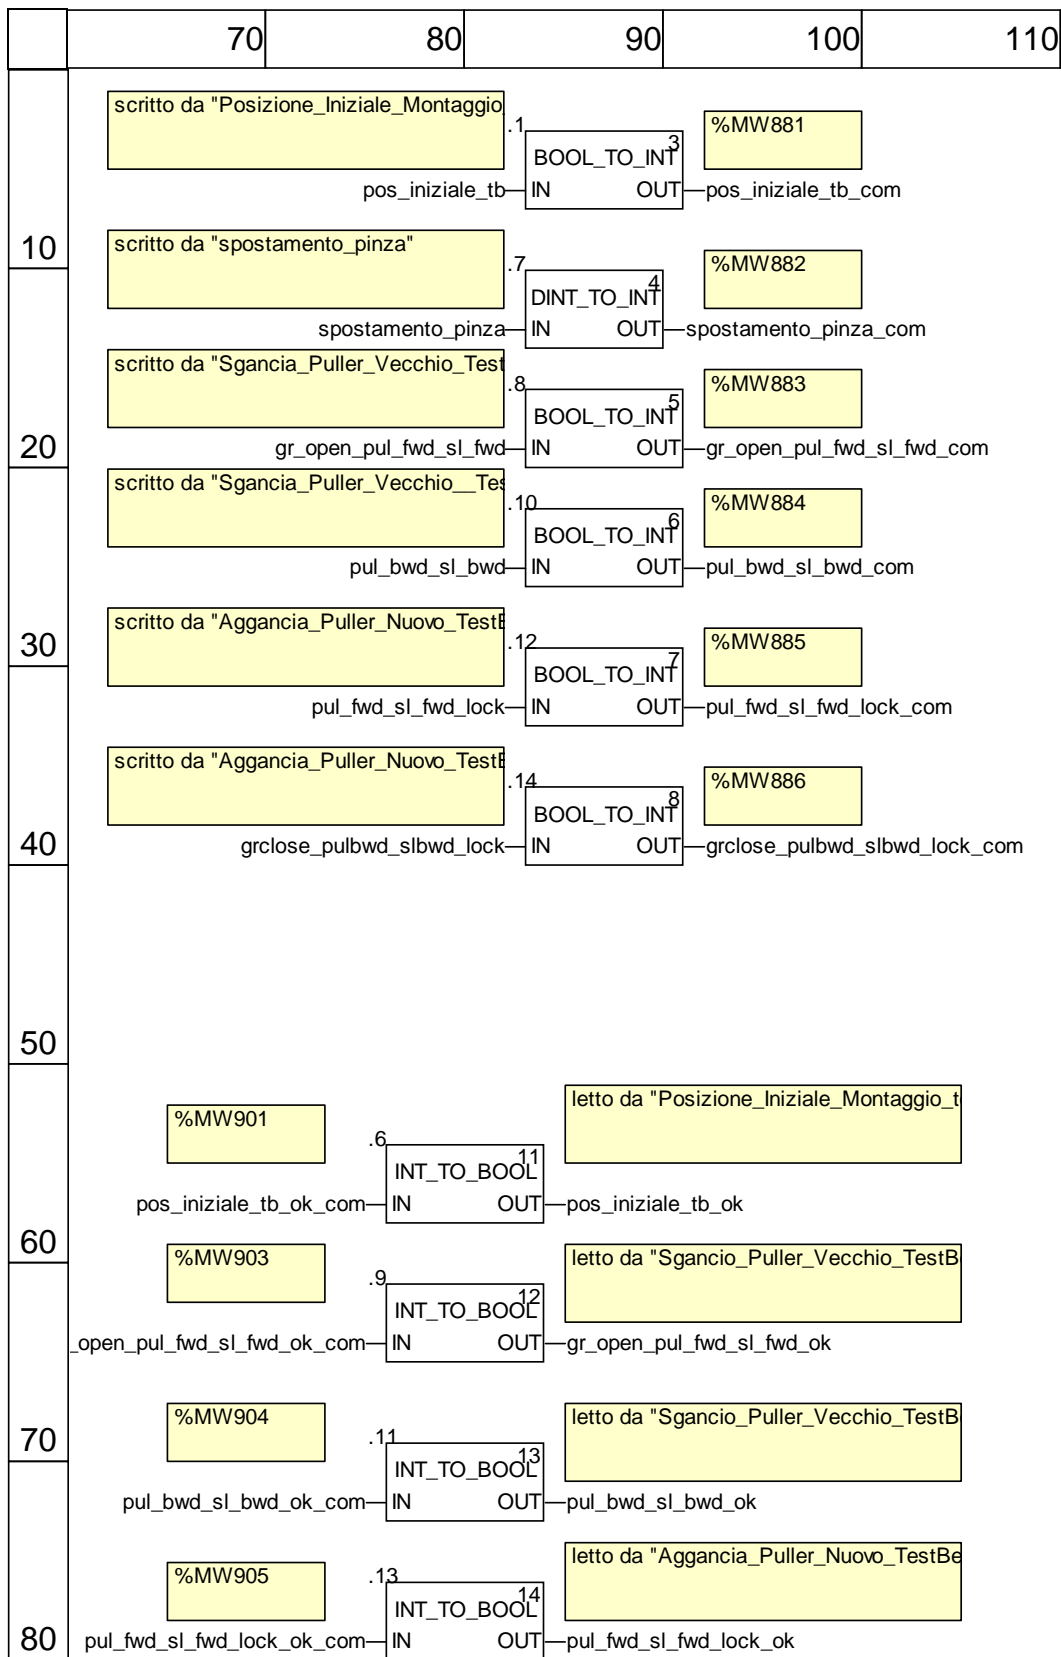 70 80 90 100 110
scritto da "Posizione_Iniziale_Montaggio
.1 3 %MW881
BOOL_TO_INT
pos_iniziale_tb IN OUT pos_iniziale_tb_com
10
scritto da "spostamento_pinza"
.7 4 %MW882
DINT_TO_INT
spostamento_pinza IN OUT spostamento_pinza_com
scritto da "Sgancia_Puller_Vecchio_Test
.8 5 %MW883
BOOL_TO_INT
20 gr_open_pul_fwd_sl_fwd IN OUT gr_open_pul_fwd_sl_fwd_com
scritto da "Sgancia_Puller_Vecchio__Tes
.10 6 %MW884
BOOL_TO_INT
pul_bwd_sl_bwd IN OUT pul_bwd_sl_bwd_com
scritto da "Aggancia_Puller_Nuovo_TestB
30 .12 7 %MW885
BOOL_TO_INT
pul_fwd_sl_fwd_lock IN OUT pul_fwd_sl_fwd_lock_com
scritto da "Aggancia_Puller_Nuovo_TestB
.14 8 %MW886
BOOL_TO_INT
40 grclose_pulbwd_slbwd_lock IN OUT grclose_pulbwd_slbwd_lock_com
50
letto da "Posizione_Iniziale_Montaggio_t
%MW901 .6 11
INT_TO_BOOL
pos_iniziale_tb_ok_com IN OUT pos_iniziale_tb_ok
60
%MW903 letto da "Sgancio_Puller_Vecchio_TestB
.9 12
INT_TO_BOOL
_open_pul_fwd_sl_fwd_ok_com IN OUT gr_open_pul_fwd_sl_fwd_ok
%MW904 letto da "Sgancio_Puller_Vecchio_TestB
70 .11 13
INT_TO_BOOL
pul_bwd_sl_bwd_ok_com IN OUT pul_bwd_sl_bwd_ok
letto da "Aggancia_Puller_Nuovo_TestBe
%MW905 .13 14
INT_TO_BOOL
80 pul_fwd_sl_fwd_lock_ok_com IN OUT pul_fwd_sl_fwd_lock_ok